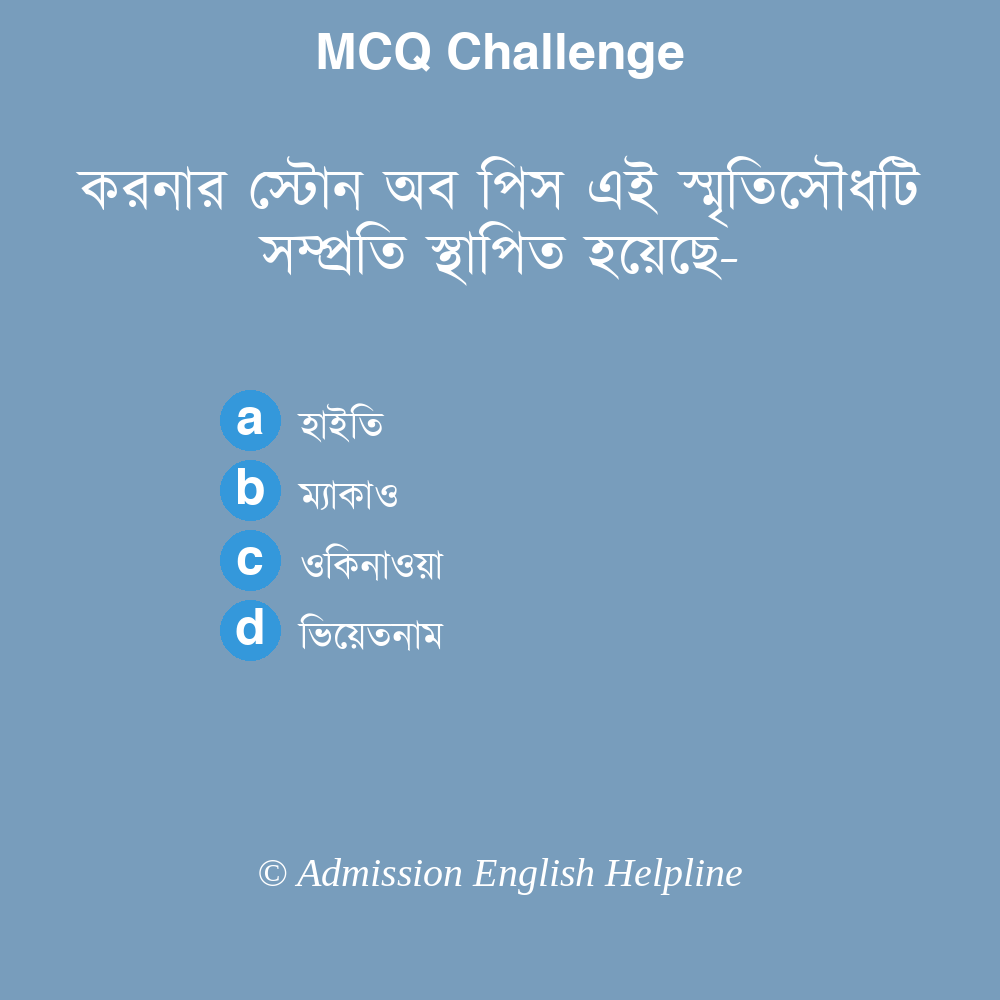 MCQ Challenge
করনার স্টোন অব পিস এই স্মৃতিসৌধটি
সম্প্রতি স্থাপিত হয়েছে-
a হাইতি
b ম্যাকাও
c ওকিনাওয়া
d ভিয়েতনাম
© Admission English Helpline